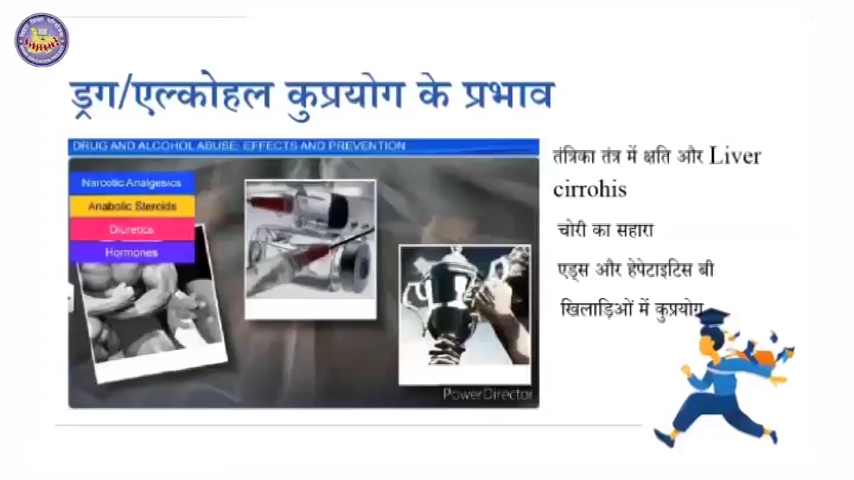 ड्रग/एल्कोहल कुप्रयोग के प्रभाव
DRUG AND ALCOHOL ABUSE: EFFECTS AND PREVENTION
Narcotic Analgesics
Anabolic Steroids
Diuretics
Hormones
PowerDirector
तंत्रिका तंत्र में क्षति और Liver
cirrohis
चोरी का सहारा
एड्स और हेपेटाइटिस बी
खिलाड़िओं में कुप्रयोग